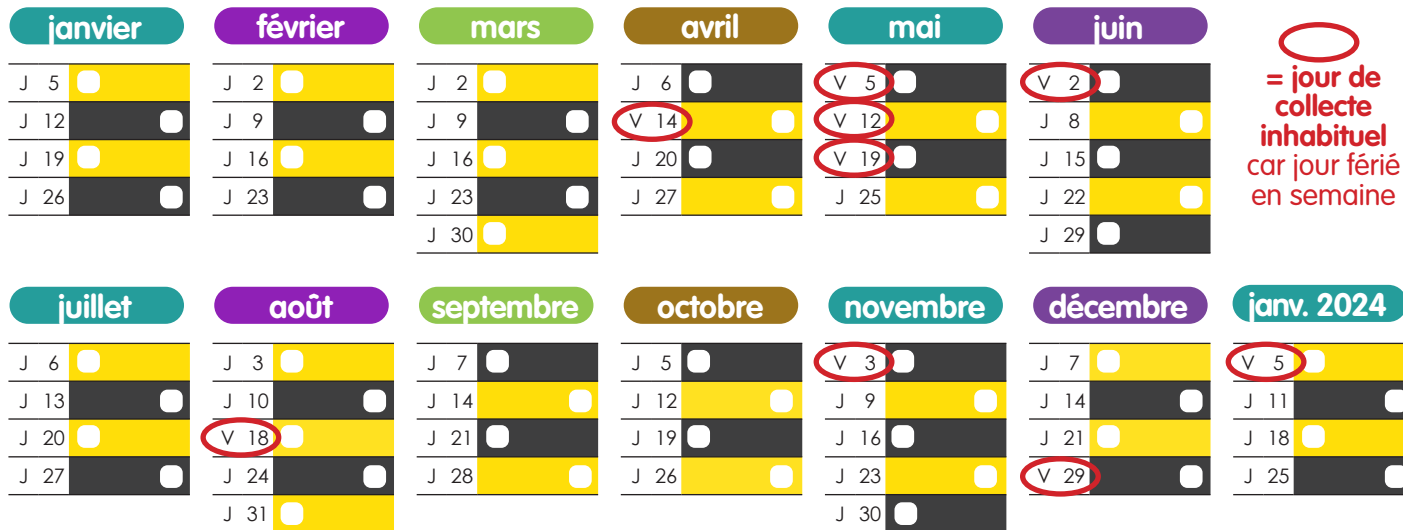 janvier
J 5
J 12
J 19
J 26
février
J 2
J 9
J 16
J 23
mars
J 2
J 9
J 16
J 23
J 30
avril
J 6
V 14
J 20
J 27
mai
V 5
V 12
V 19
J 25
juin
V 2
J 8
J 15
J 22
J 29
= jour de
collecte
inhabituel
car jour férié
en semaine
juillet
J 6
J 13
J 20
J 27
août
J 3
J 10
V 18
J 24
J 31
septembre
J 7
J 14
J 21
J 28
octobre
J 5
J 12
J 19
J 26
novembre
V 3
J 9
J 16
J 23
J 30
décembre
J 7
J 14
J 21
V 29
janv. 2024
V 5
J 11
J 18
J 25